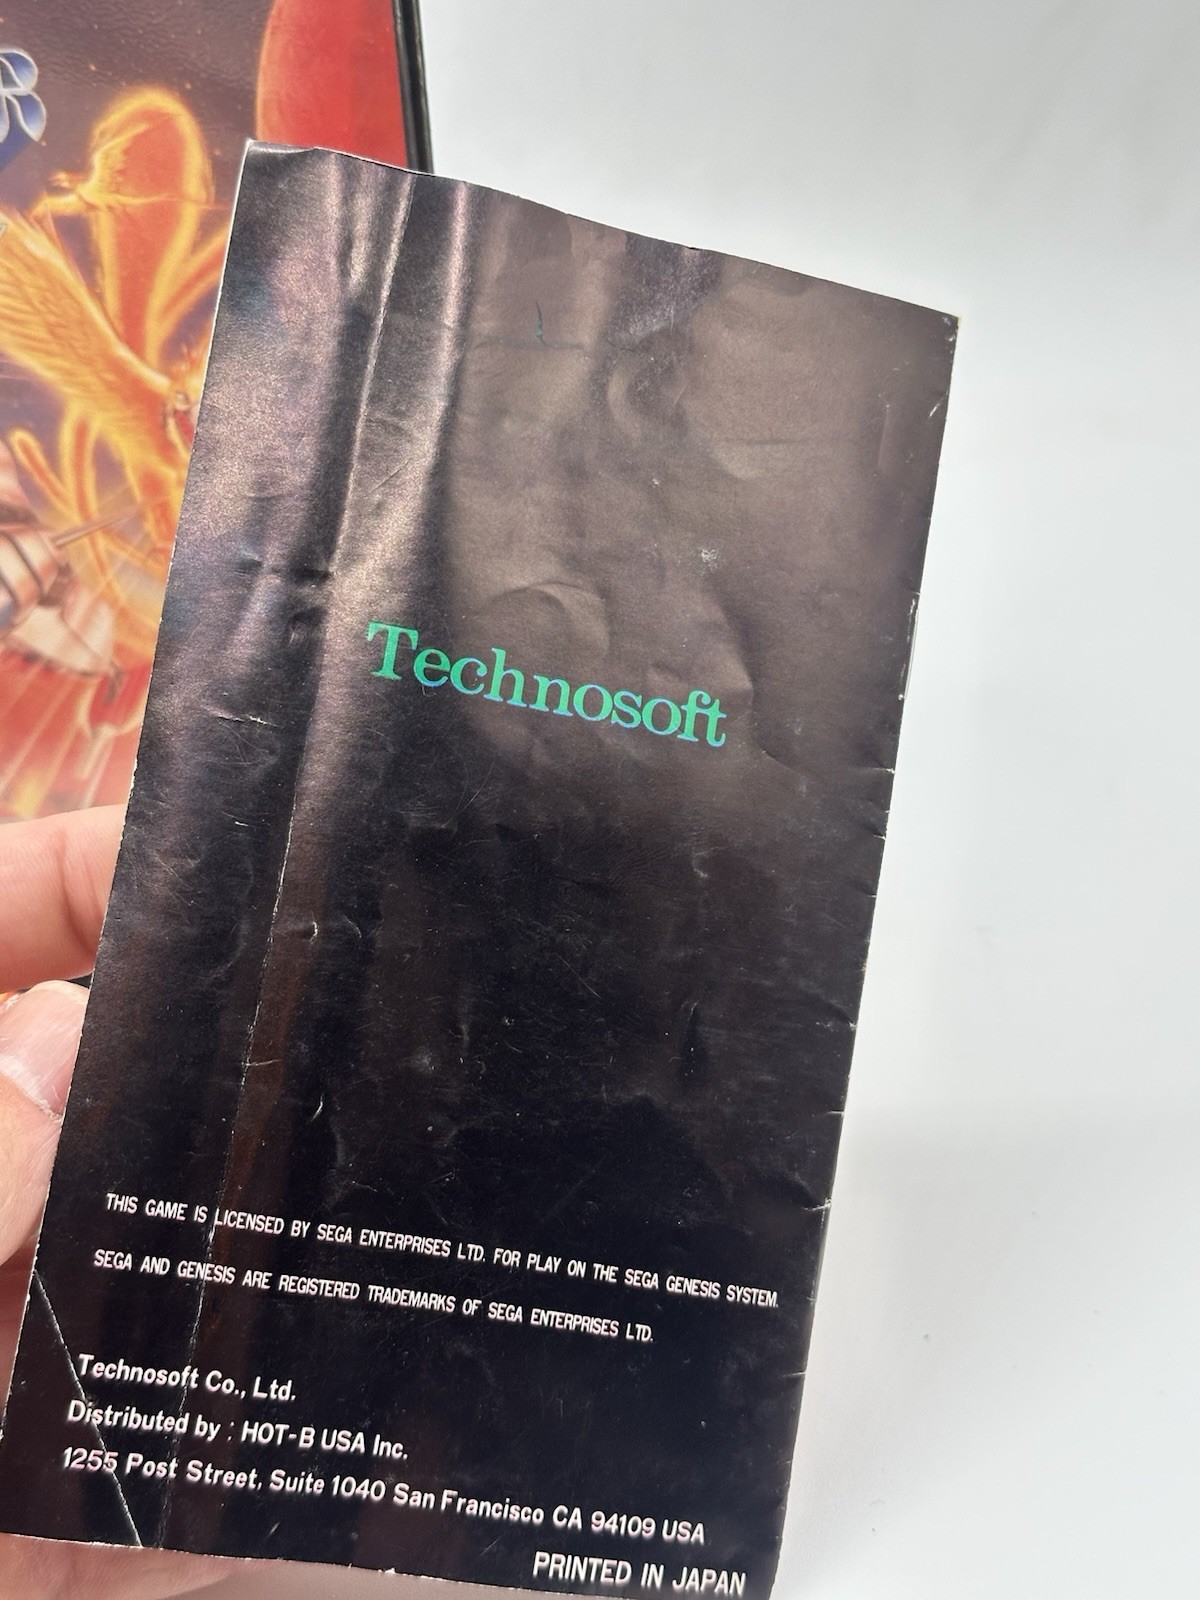 R
Technosoft
THIS GAME IS LICENSED BY SEGA ENTERPRISES LTD. FOR PLAY ON THE SEGA GENESIS SYSTEM.
SEGA AND GENESIS ARE REGISTERED TRADEMARKS OF SEGA ENTERPRISES LTD.
Technosoft Co., Ltd.
Distributed by : HOT-B USA Inc.
1255 Post Street, Suite 1040 San Francisco CA 94109 USA
PRINTED IN JAPAN